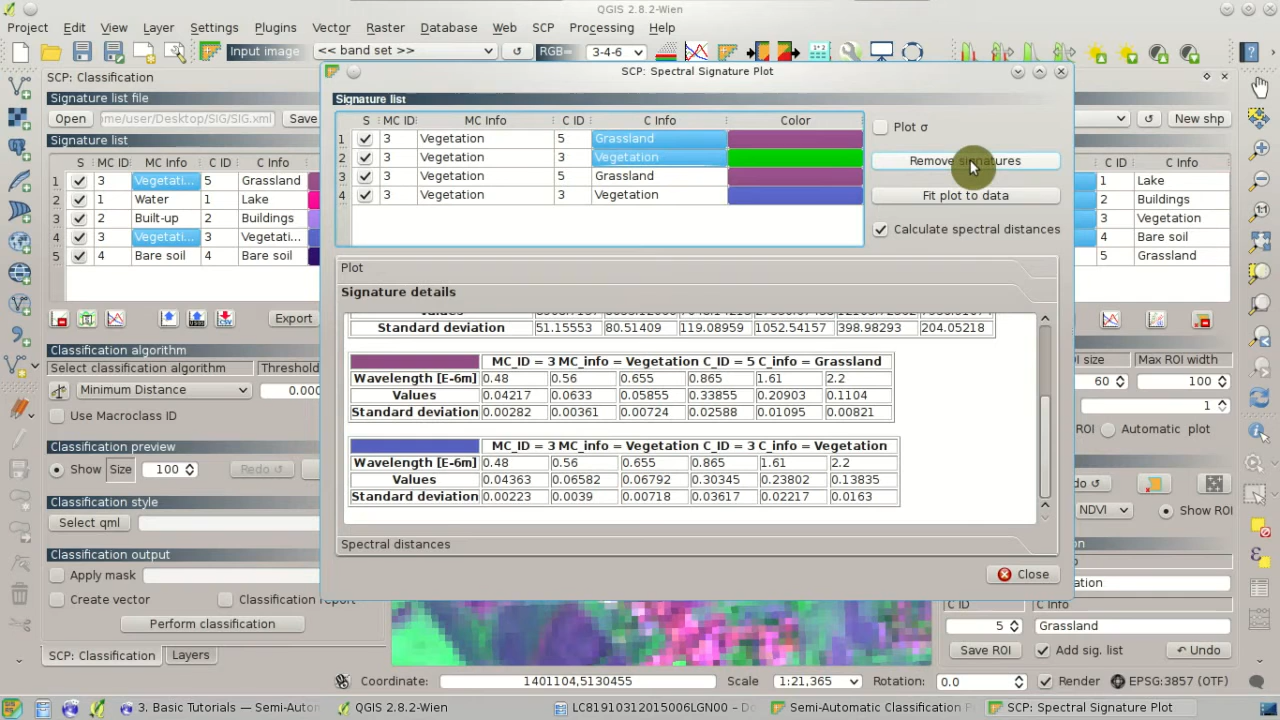 QGIS 2.8.2-Wien
Project Edit View Layer Settings Plugins Vector Raster Database Web SCP Processing Help
Input image << band set >> RGB= 3-4-6
SCP: Classification
SCP: Spectral Signature Plot
Signature list file
Open me/user/Desktop/SIG/SIG.xml Save
New shp
Signature list
S MC ID MC Info C ID C Info
1 3 Vegetati... 5 Grassland
2 1 Water 1 Lake
3 2 Built-up 2 Buildings
4 3 Vegetati... 3 Vegetati...
5 4 Bare soil 4 Bare soil
Export
Signature list
S MC ID MC Info C ID C Info Color
1 3 Vegetation 5 Grassland
2 3 Vegetation 3 Vegetation
3 3 Vegetation 5 Grassland
4 3 Vegetation 3 Vegetation
Plot σ
Remove signatures
Fit plot to data
Calculate spectral distances
C ID C Info
1 Lake
2 Buildings
3 Vegetation
4 Bare soil
5 Grassland
Plot
Signature details
Standard deviation 51.15553 80.51409 119.08959 1052.54157 398.98293 204.05218
MC_ID = 3 MC_info = Vegetation C_ID = 5 C_info = Grassland
Wavelength [E-6m] 0.48 0.56 0.655 0.865 1.61 2.2
Values 0.04217 0.0633 0.05855 0.33855 0.20903 0.1104
Standard deviation 0.00282 0.00361 0.00724 0.02588 0.01095 0.00821
MC_ID = 3 MC_info = Vegetation C_ID = 3 C_info = Vegetation
Wavelength [E-6m] 0.48 0.56 0.655 0.865 1.61 2.2
Values 0.04363 0.06582 0.06792 0.30345 0.23802 0.13835
Standard deviation 0.00223 0.0039 0.00718 0.03617 0.02217 0.0163
Spectral distances
Close
Classification algorithm
Select classification algorithm Threshold
Minimum Distance 0.000
Use Macroclass ID
Classification preview
Show Size 100 Redo ↺
Classification style
Select qml
Classification output
Apply mask
Create vector Classification report
Perform classification
SCP: Classification Layers
OI size Max ROI width
60 100
1
OI Automatic plot
do ↺
NDVI Show ROI
C ID C Info
5 Grassland
Save ROI Add sig. list Undo
Coordinate: 1401104,5130455 Scale 1:21,365 Rotation: 0.0 Render EPSG:3857 (OTF)
3. Basic Tutorials — Semi-Auton QGIS 2.8.2-Wien LC81910312015006LGN00 – Dol Semi-Automatic Classification P SCP: Spectral Signature Plot